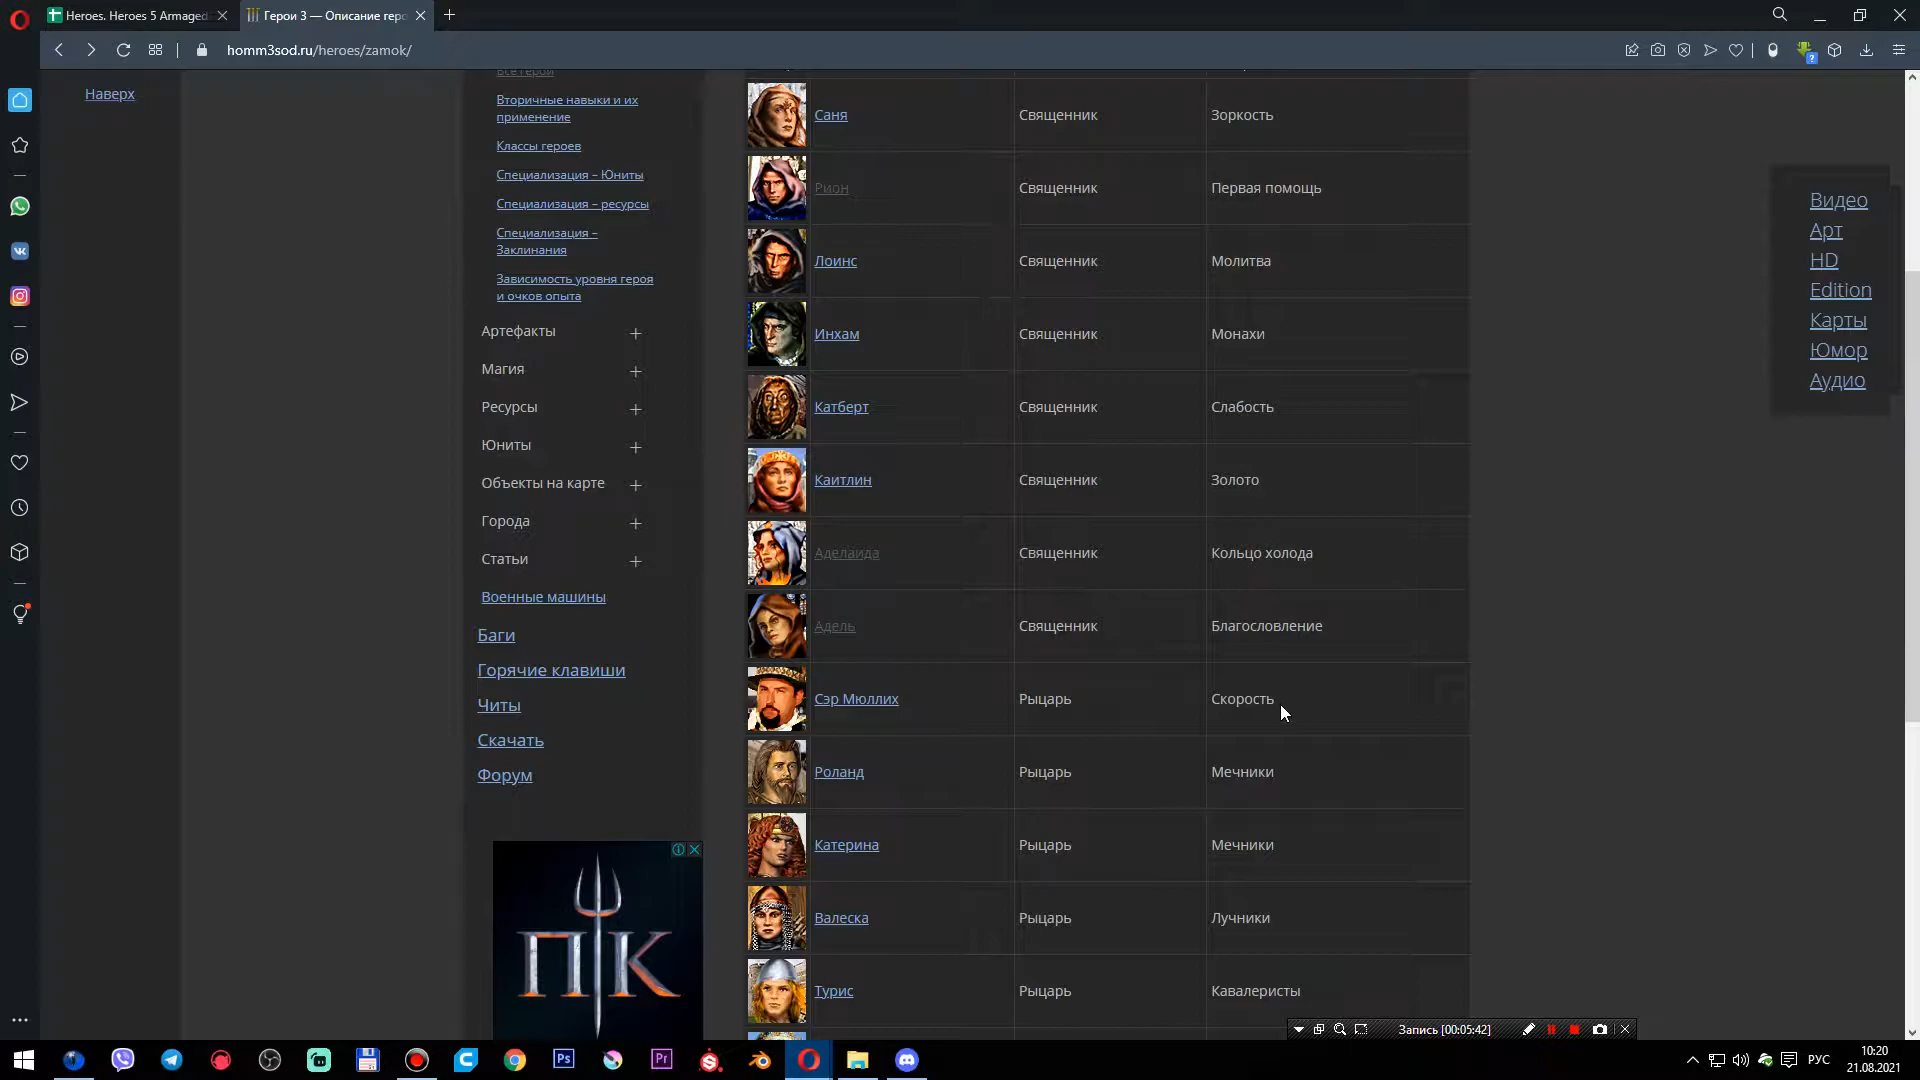 Heroes. Heroes 5 Armaged
Герои 3 — Описание геро
homm3sod.ru/heroes/zamok/
Наверх
Все герои
Вторичные навыки и их
применение
Классы героев
Специализация – Юниты
Специализация – ресурсы
Специализация –
Заклинания
Зависимость уровня героя
и очков опыта
Артефакты +
Магия +
Ресурсы +
Юниты +
Объекты на карте +
Города +
Статьи +
Военные машины
Баги
Горячие клавиши
Читы
Скачать
Форум
ПК
Саня Священник Зоркость
Рион Священник Первая помощь
Лоинс Священник Молитва
Инхам Священник Монахи
Катберт Священник Слабость
Каитлин Священник Золото
Аделаида Священник Кольцо холода
Адель Священник Благословление
Сэр Мюллих Рыцарь Скорость
Роланд Рыцарь Мечники
Катерина Рыцарь Мечники
Валеска Рыцарь Лучники
Турис Рыцарь Кавалеристы
Видео
Арт
HD
Edition
Карты
Юмор
Аудио
Запись [00:05:42]
Ps
Pr
РУС
10:20
21.08.2021